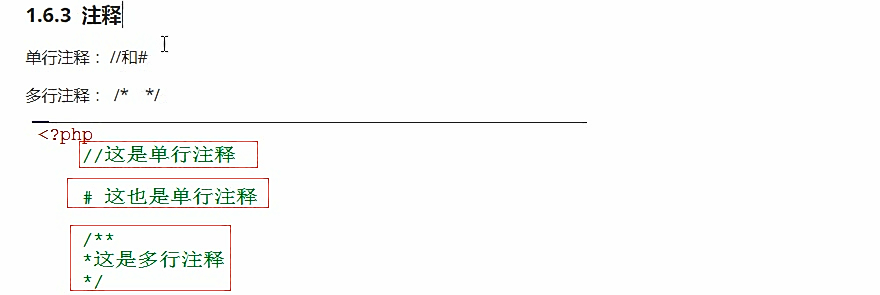 1.6.3 注释
单行注释： //和#
多行注释： /* */
<?php
//这是单行注释
# 这也是单行注释
/**
*这是多行注释
*/